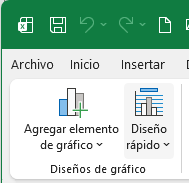 Archivo Inicio Insertar
Agregar elemento
de gráfico
Diseño
rápido
Diseños de gráfico